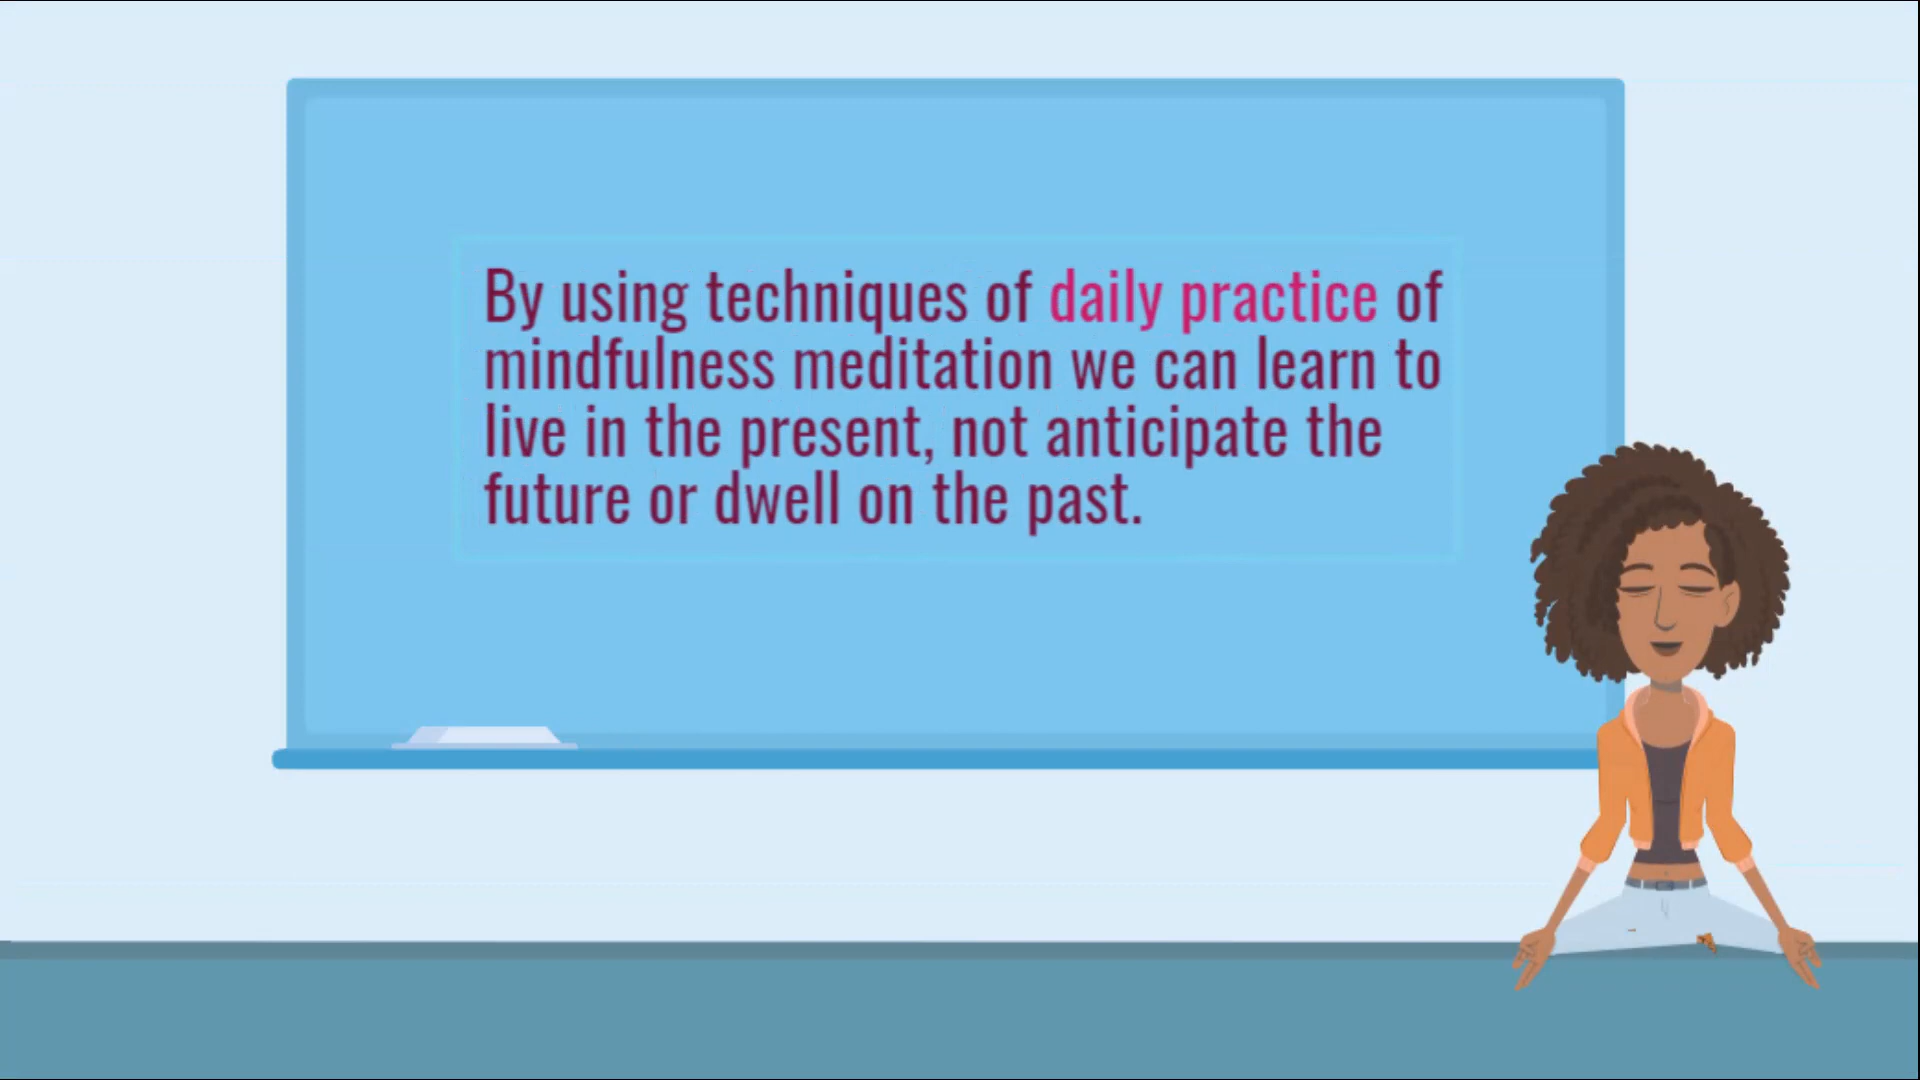 By using techniques of daily practice of
mindfulness meditation we can learn to
live in the present, not anticipate the
future or dwell on the past.